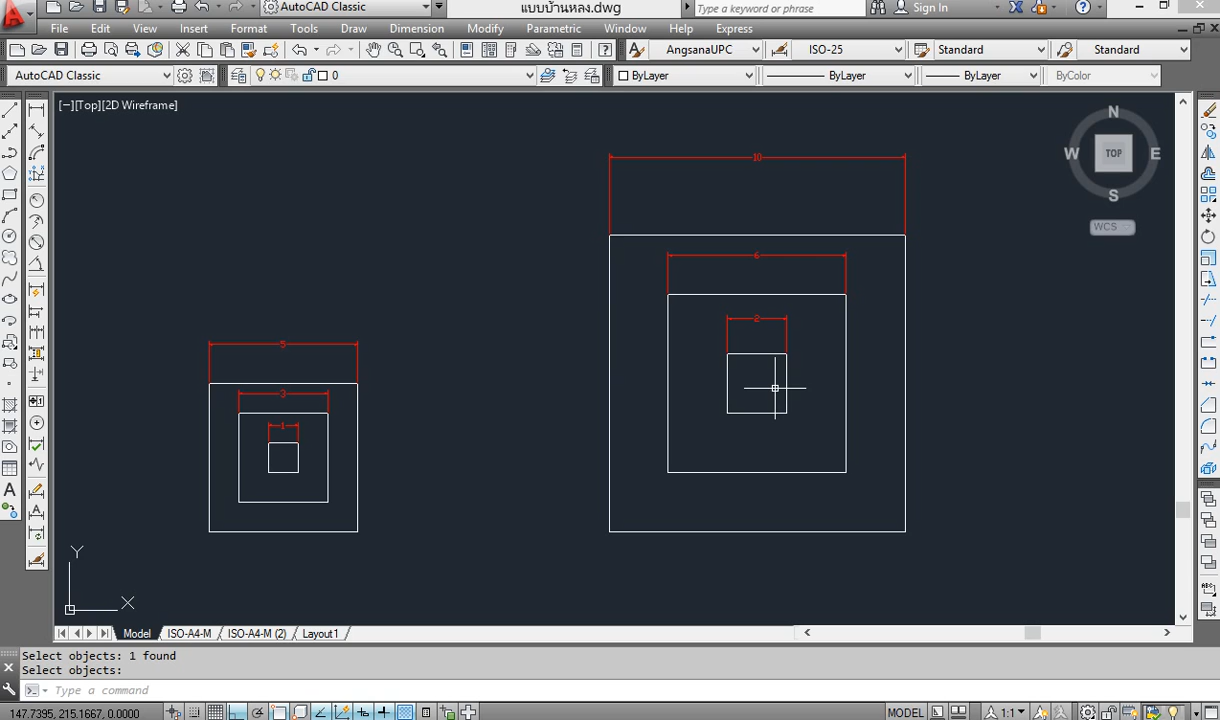 AutoCAD Classic
แบบบ้านหลง.dwg
Type a keyword or phrase
Sign In
File Edit View Insert Format Tools Draw Dimension Modify Parametric Window Help Express
AngsanaUPC
ISO-25
Standard
Standard
AutoCAD Classic
0
ByLayer
ByLayer
ByLayer
ByColor
[−][Top][2D Wireframe]
N
W TOP E
S
WCS
10
6
2
5
3
1
Y
X
Model ISO-A4-M ISO-A4-M (2) Layout1
Select objects: 1 found
Select objects:
Type a command
147.7395, 215.1667, 0.0000
MODEL
1:1